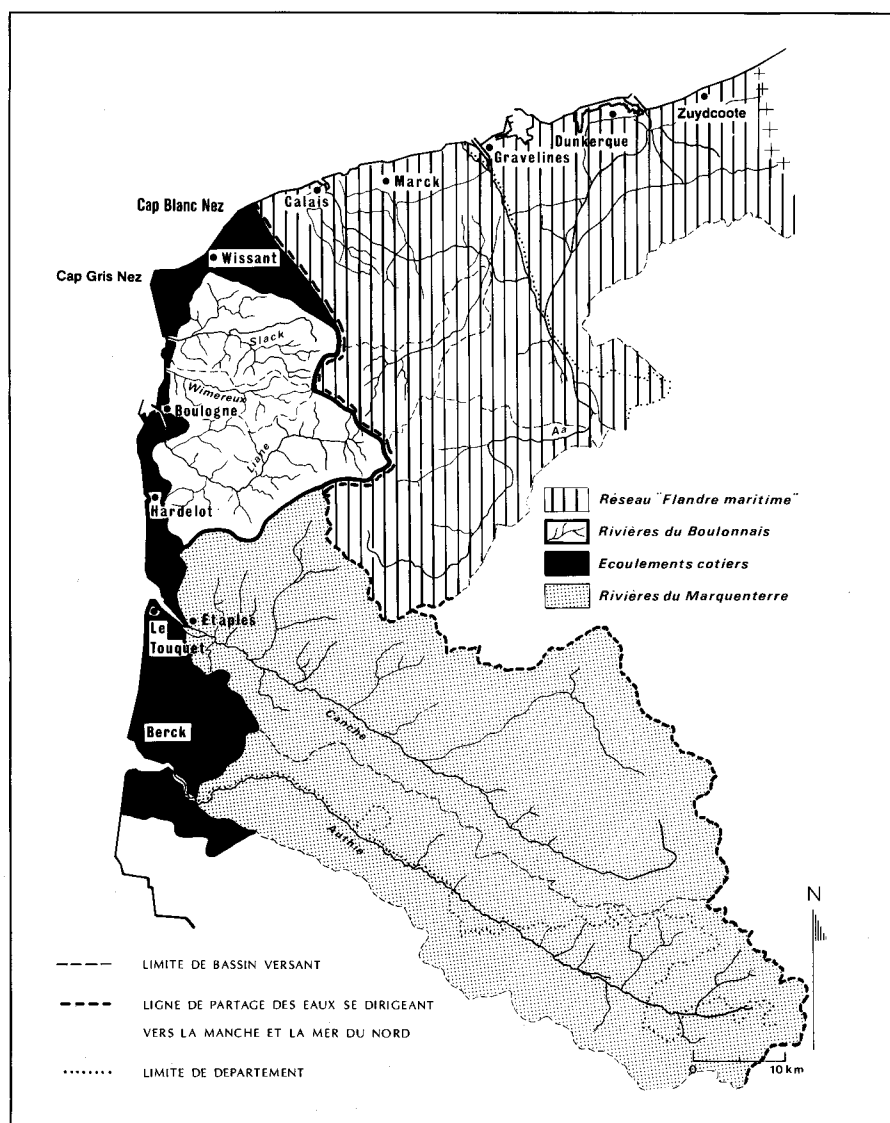 Zuydcoote
Dunkerque
Gravelines
Marck
Calais
Cap Blanc Nez
Wissant
Cap Gris Nez
Slack
Wimereux
Boulogne
Liane
Aa
Hardelot
Réseau "Flandre maritime"
Rivières du Boulonnais
Ecoulements cotiers
Rivières du Marquenterre
Etaples
Le
Touquet
Canche
Berck
Authie
N
LIMITE DE BASSIN VERSANT
LIGNE DE PARTAGE DES EAUX SE DIRIGEANT
VERS LA MANCHE ET LA MER DU NORD
LIMITE DE DEPARTEMENT
0 10 km